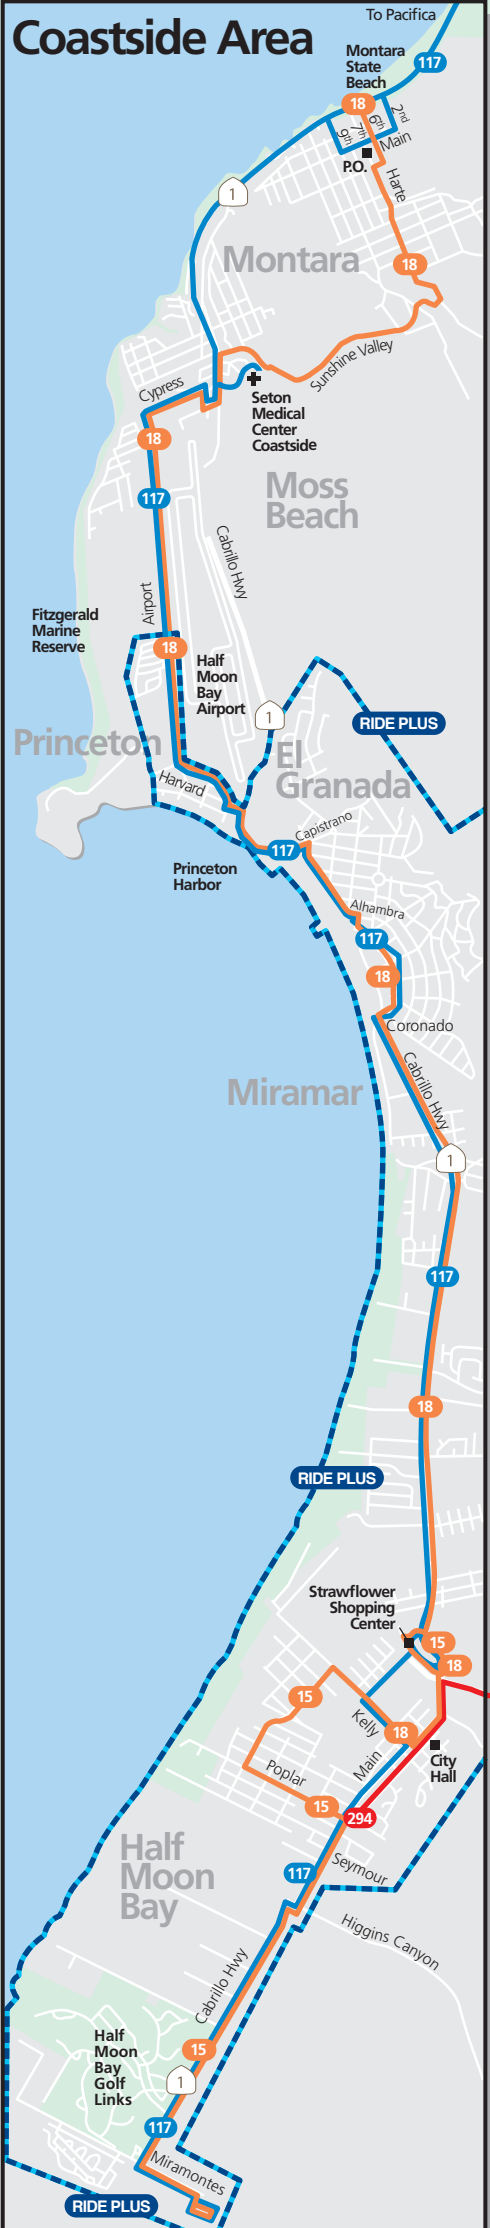 To Pacifica
Coastside Area
Montara
State
Beach
117
18
2nd
6th
7th
9th
Main
P.O.
Harte
1
Montara
18
Sunshine Valley
Cypress
Seton
Medical
Center
Coastside
18
Moss
Beach
117
Cabrillo Hwy
Airport
Fitzgerald
Marine
Reserve
18
Half
Moon
Bay
Airport
1
RIDE PLUS
Princeton
El
Granada
Harvard
Capistrano
117
Princeton
Harbor
Alhambra
117
18
Coronado
Cabrillo Hwy
Miramar
1
117
18
RIDE PLUS
Strawflower
Shopping
Center
15
18
15
Kelly
18
Main
City
Hall
Poplar
15
294
Half
Moon
Bay
117
Seymour
Higgins Canyon
Cabrillo Hwy
15
Half
Moon
Bay
Golf
Links
1
117
Miramontes
RIDE PLUS